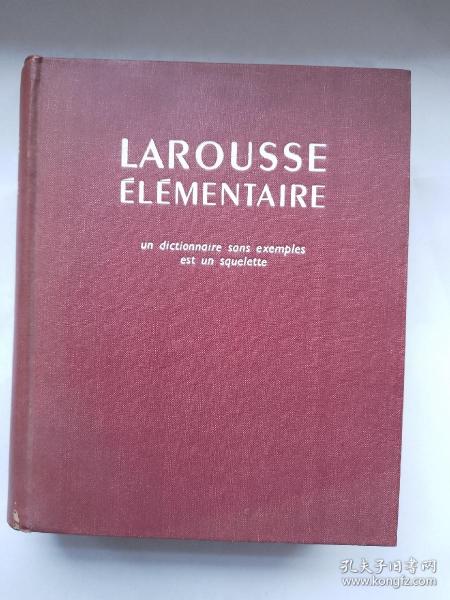 LAROUSSE
ÉLÉMENTAIRE
un dictionnaire sans exemples
est un squelette
孔夫子旧书网
www.kongfz.com